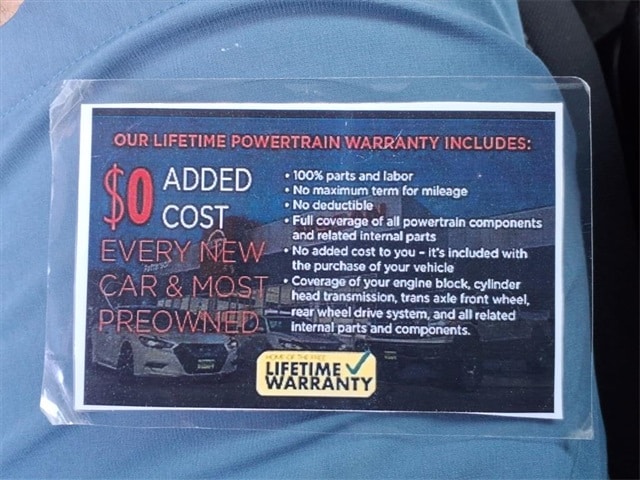 OUR LIFETIME POWERTRAIN WARRANTY INCLUDES:
$0 ADDED
COST
EVERY NEW
CAR & MOST
PREOWNED
• 100% parts and labor
• No maximum term for mileage
• No deductible
• Full coverage of all powertrain components
and related internal parts
• No added cost to you – it's included with
the purchase of your vehicle
• Coverage of your engine block, cylinder
head transmission, trans axle front wheel,
rear wheel drive system, and all related
internal parts and components.
HOME OF THE FREE
LIFETIME
WARRANTY